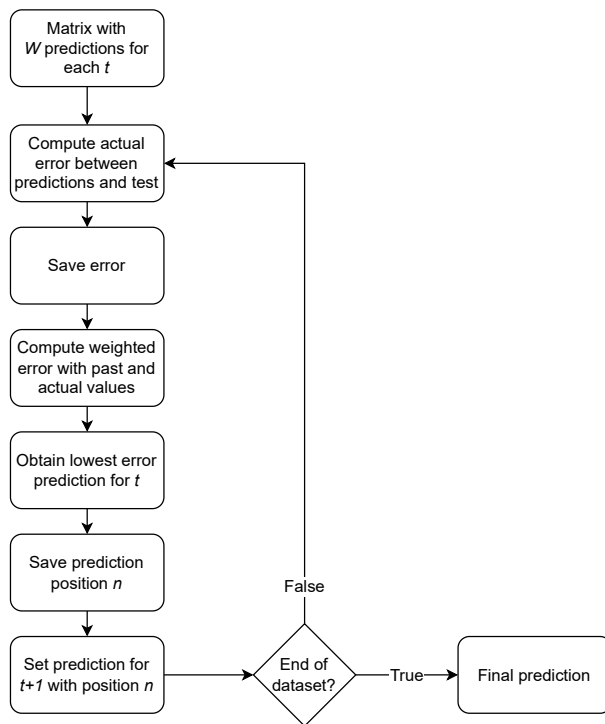 Matrix with
W predictions for
each t
Compute actual
error between
predictions and test
Save error
Compute weighted
error with past and
actual values
Obtain lowest error
prediction for t
Save prediction
position n
Set prediction for
t+1 with position n
False
End of
dataset?
True
Final prediction